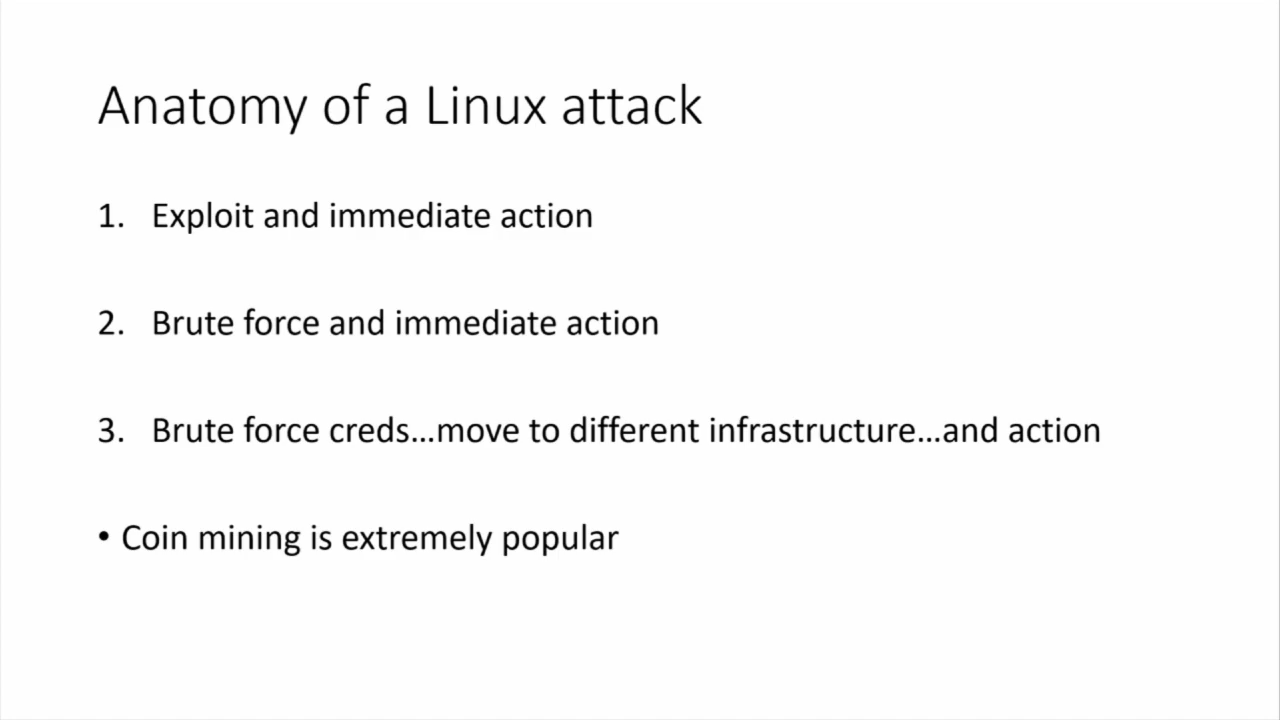 Anatomy of a Linux attack
1. Exploit and immediate action
2. Brute force and immediate action
3. Brute force creds...move to different infrastructure...and action
• Coin mining is extremely popular